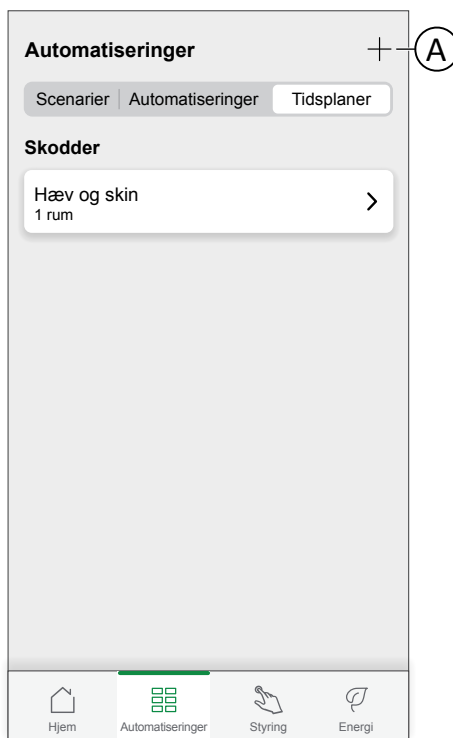 Automatiseringer
A
Scenarier Automatiseringer Tidsplaner
Skodder
Hæv og skin
1 rum
Hjem Automatiseringer Styring Energi